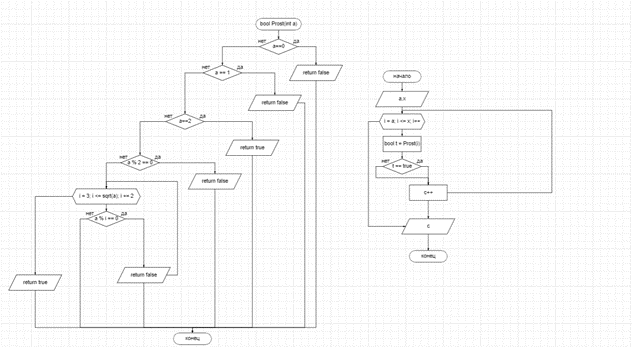 bool Prost(int a)
нет
да
a==0
return false
нет
да
a == 1
return false
нет
да
a==2
return true
нет
да
a % 2 == 0
return false
i = 3; i <= sqrt(a); i += 2
нет
да
a % i == 0
return false
return true
конец
начало
a,x
i = a; i <= x; i++
bool t = Prost(i)
нет
да
t == true
c++
c
конец